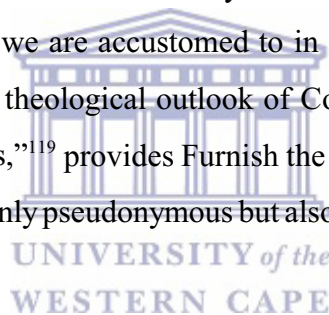 we are accustomed to in
theological outlook of Co
s,”119 provides Furnish the
nly pseudonymous but also
UNIVERSITY of the
WESTERN CAPE